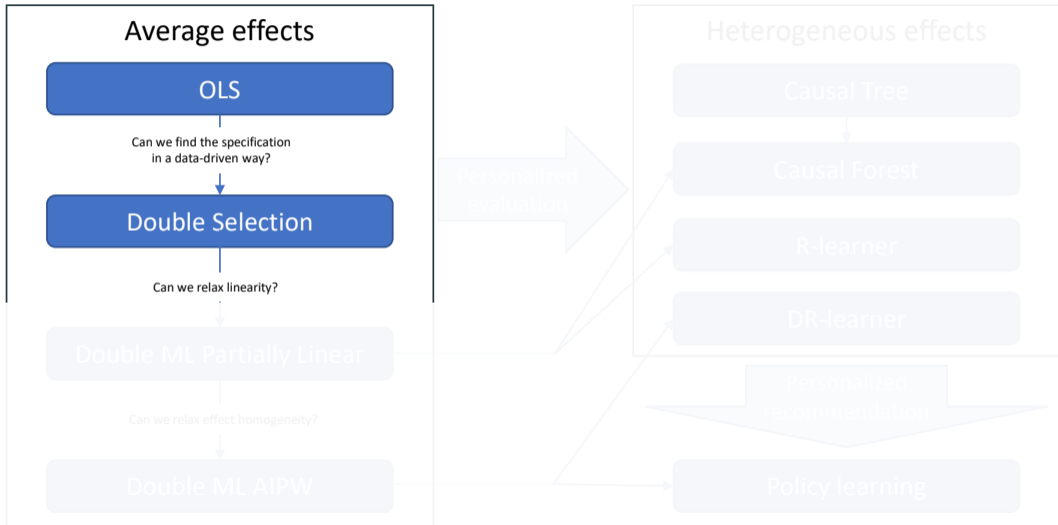 Average effects
OLS
Can we find the specification
in a data-driven way?
Double Selection
Can we relax linearity?
Double ML Partially Linear
Can we relax effect homogeneity?
Double ML AIPW
Personalized
evaluation
Heterogeneous effects
Causal Tree
Causal Forest
R-learner
DR-learner
Personalized
recommendation
Policy learning